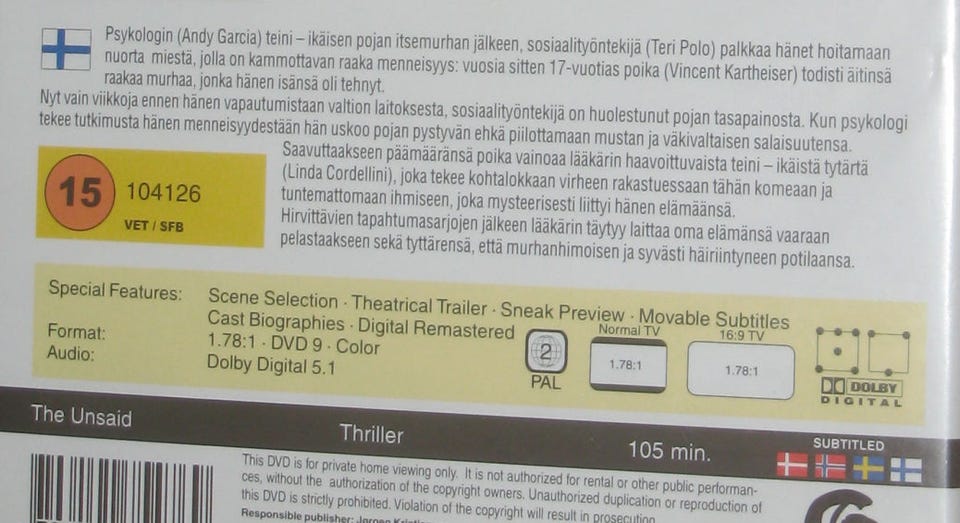 Psykologin (Andy Garcia) teini – ikäisen pojan itsemurhan jälkeen, sosiaalityöntekijä (Teri Polo) palkkaa hänet hoitamaan
nuorta miestä, jolla on kammottavan raaka menneisyys: vuosia sitten 17-vuotias poika (Vincent Kartheiser) todisti äitinsä
raakaa murhaa, jonka hänen isänsä oli tehnyt.
Nyt vain viikkoja ennen hänen vapautumistaan valtion laitoksesta, sosiaalityöntekijä on huolestunut pojan tasapainosta. Kun psykologi
tekee tutkimusta hänen menneisyydestään hän uskoo pojan pystyvän ehkä piilottamaan mustan ja väkivaltaisen salaisuutensa.
Saavuttaakseen päämääränsä poika vainoaa lääkärin haavoittuvaista teini – ikäistä tytärtä
(Linda Cordellini), joka tekee kohtalokkaan virheen rakastuessaan tähän komeaan ja
tuntemattomaan ihmiseen, joka mysteerisesti liittyi hänen elämäänsä.
Hirvittävien tapahtumasarjojen jälkeen lääkärin täytyy laittaa oma elämänsä vaaraan
pelastaakseen sekä tyttärensä, että murhanhimoisen ja syvästi häiriintyneen potilaansa.
15 104126
VET / SFB
Special Features: Scene Selection · Theatrical Trailer · Sneak Preview · Movable Subtitles
Cast Biographies · Digital Remastered
Format: 1.78:1 · DVD 9 · Color
Audio: Dolby Digital 5.1
2
PAL
Normal TV
1.78:1
16:9 TV
1.78:1
DOLBY
DIGITAL
The Unsaid Thriller 105 min.
SUBTITLED
This DVD is for private home viewing only. It is not authorized for rental or other public performan-
ces, without the authorization of the copyright owners. Unauthorized duplication or reproduction of
this DVD is strictly prohibited. Violation of the copyright will result in prosecution.
Responsible publisher: Jørgen